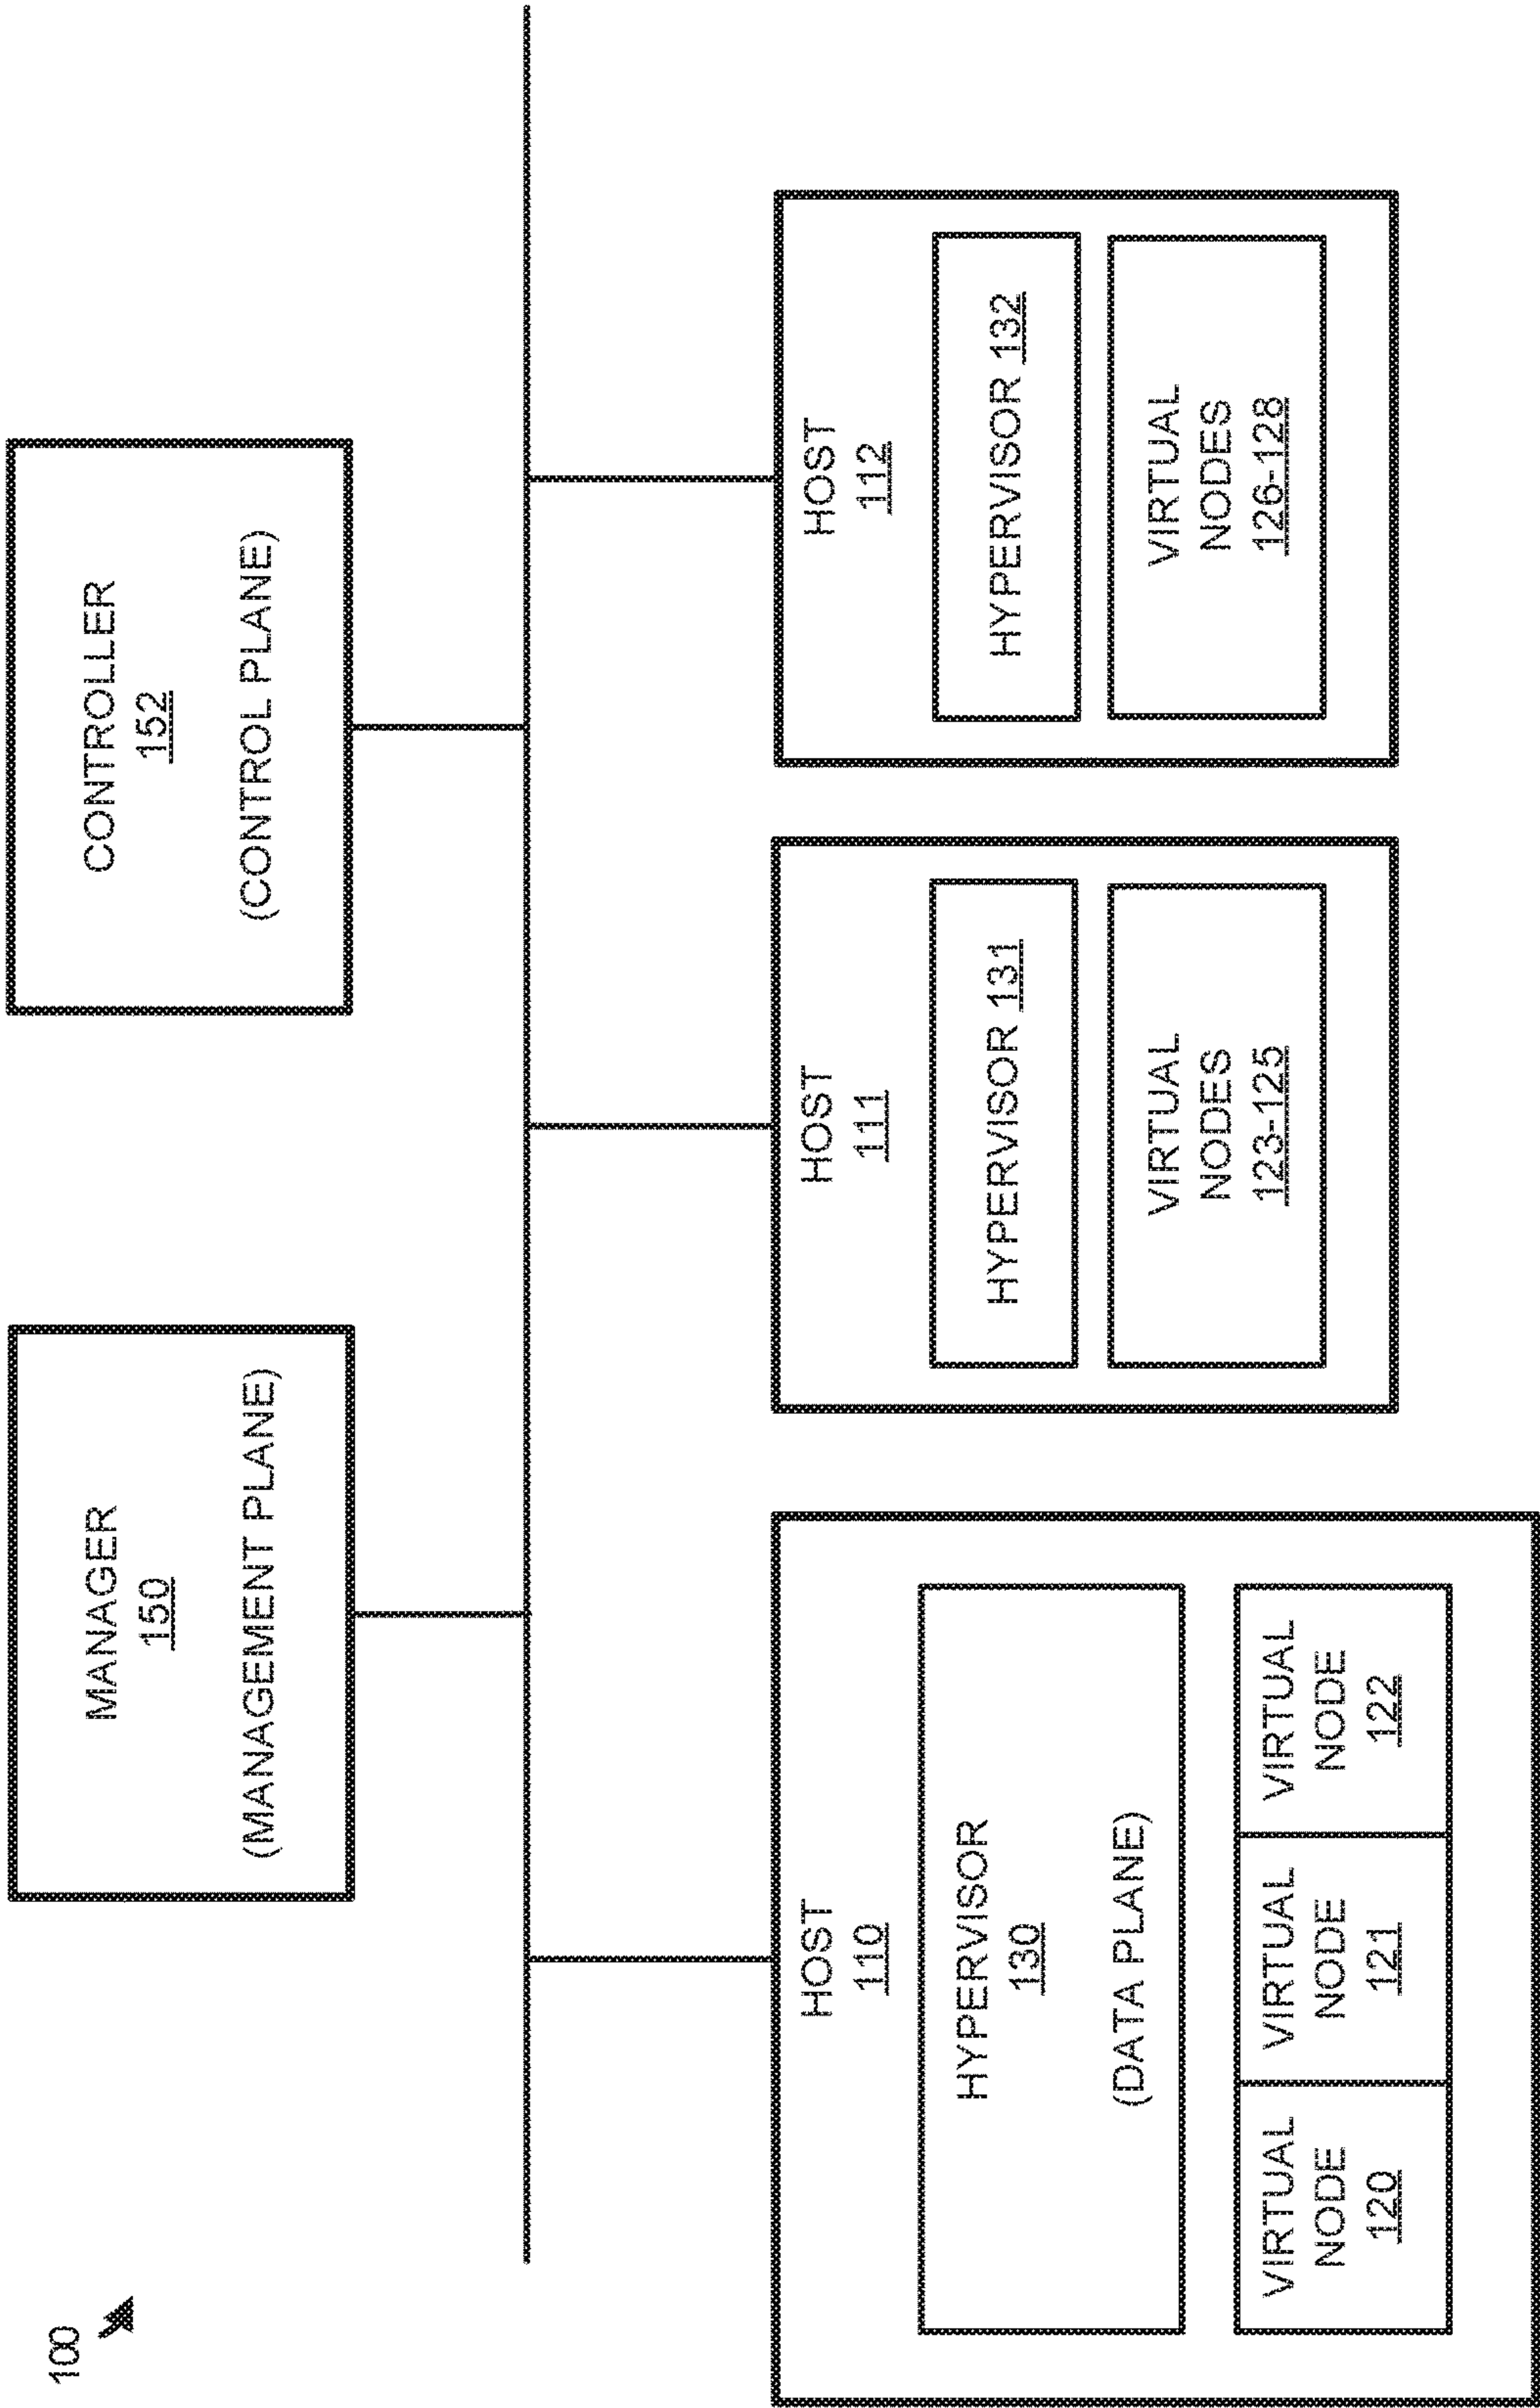 100
MANAGER
150
(MANAGEMENT PLANE)
CONTROLLER
152
(CONTROL PLANE)
HOST
110
HYPERVISOR
130
(DATA PLANE)
VIRTUAL
NODE
120
VIRTUAL
NODE
121
VIRTUAL
NODE
122
HOST
111
HYPERVISOR 131
VIRTUAL
NODES
123-125
HOST
112
HYPERVISOR 132
VIRTUAL
NODES
126-128